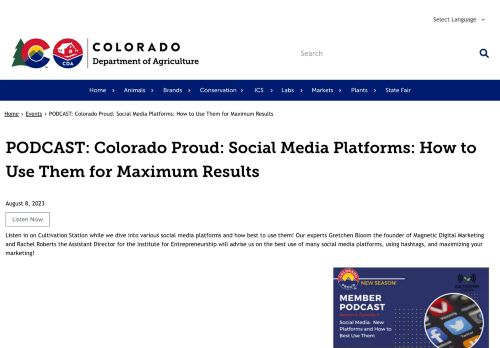 Select Language
COLORADO
Department of Agriculture
CDA
Search
Home > Animals > Brands > Conservation > ICS > Labs > Markets > Plants > State Fair
Home > Events > PODCAST: Colorado Proud: Social Media Platforms: How to Use Them for Maximum Results
PODCAST: Colorado Proud: Social Media Platforms: How to
Use Them for Maximum Results
August 8, 2023
Listen Now
Listen in on Cultivation Station while we dive into various social media platforms and how best to use them! Our experts Gretchen Bloom the founder of Magnetic Digital Marketing
and Rachel Roberts the Assistant Director for the Institute for Entrepreneurship will advise us on the best use of many social media platforms, using hashtags, and maximizing your
marketing!
NEW SEASON!
MEMBER
PODCAST
Social Media: New
Platforms and How to
Best Use Them